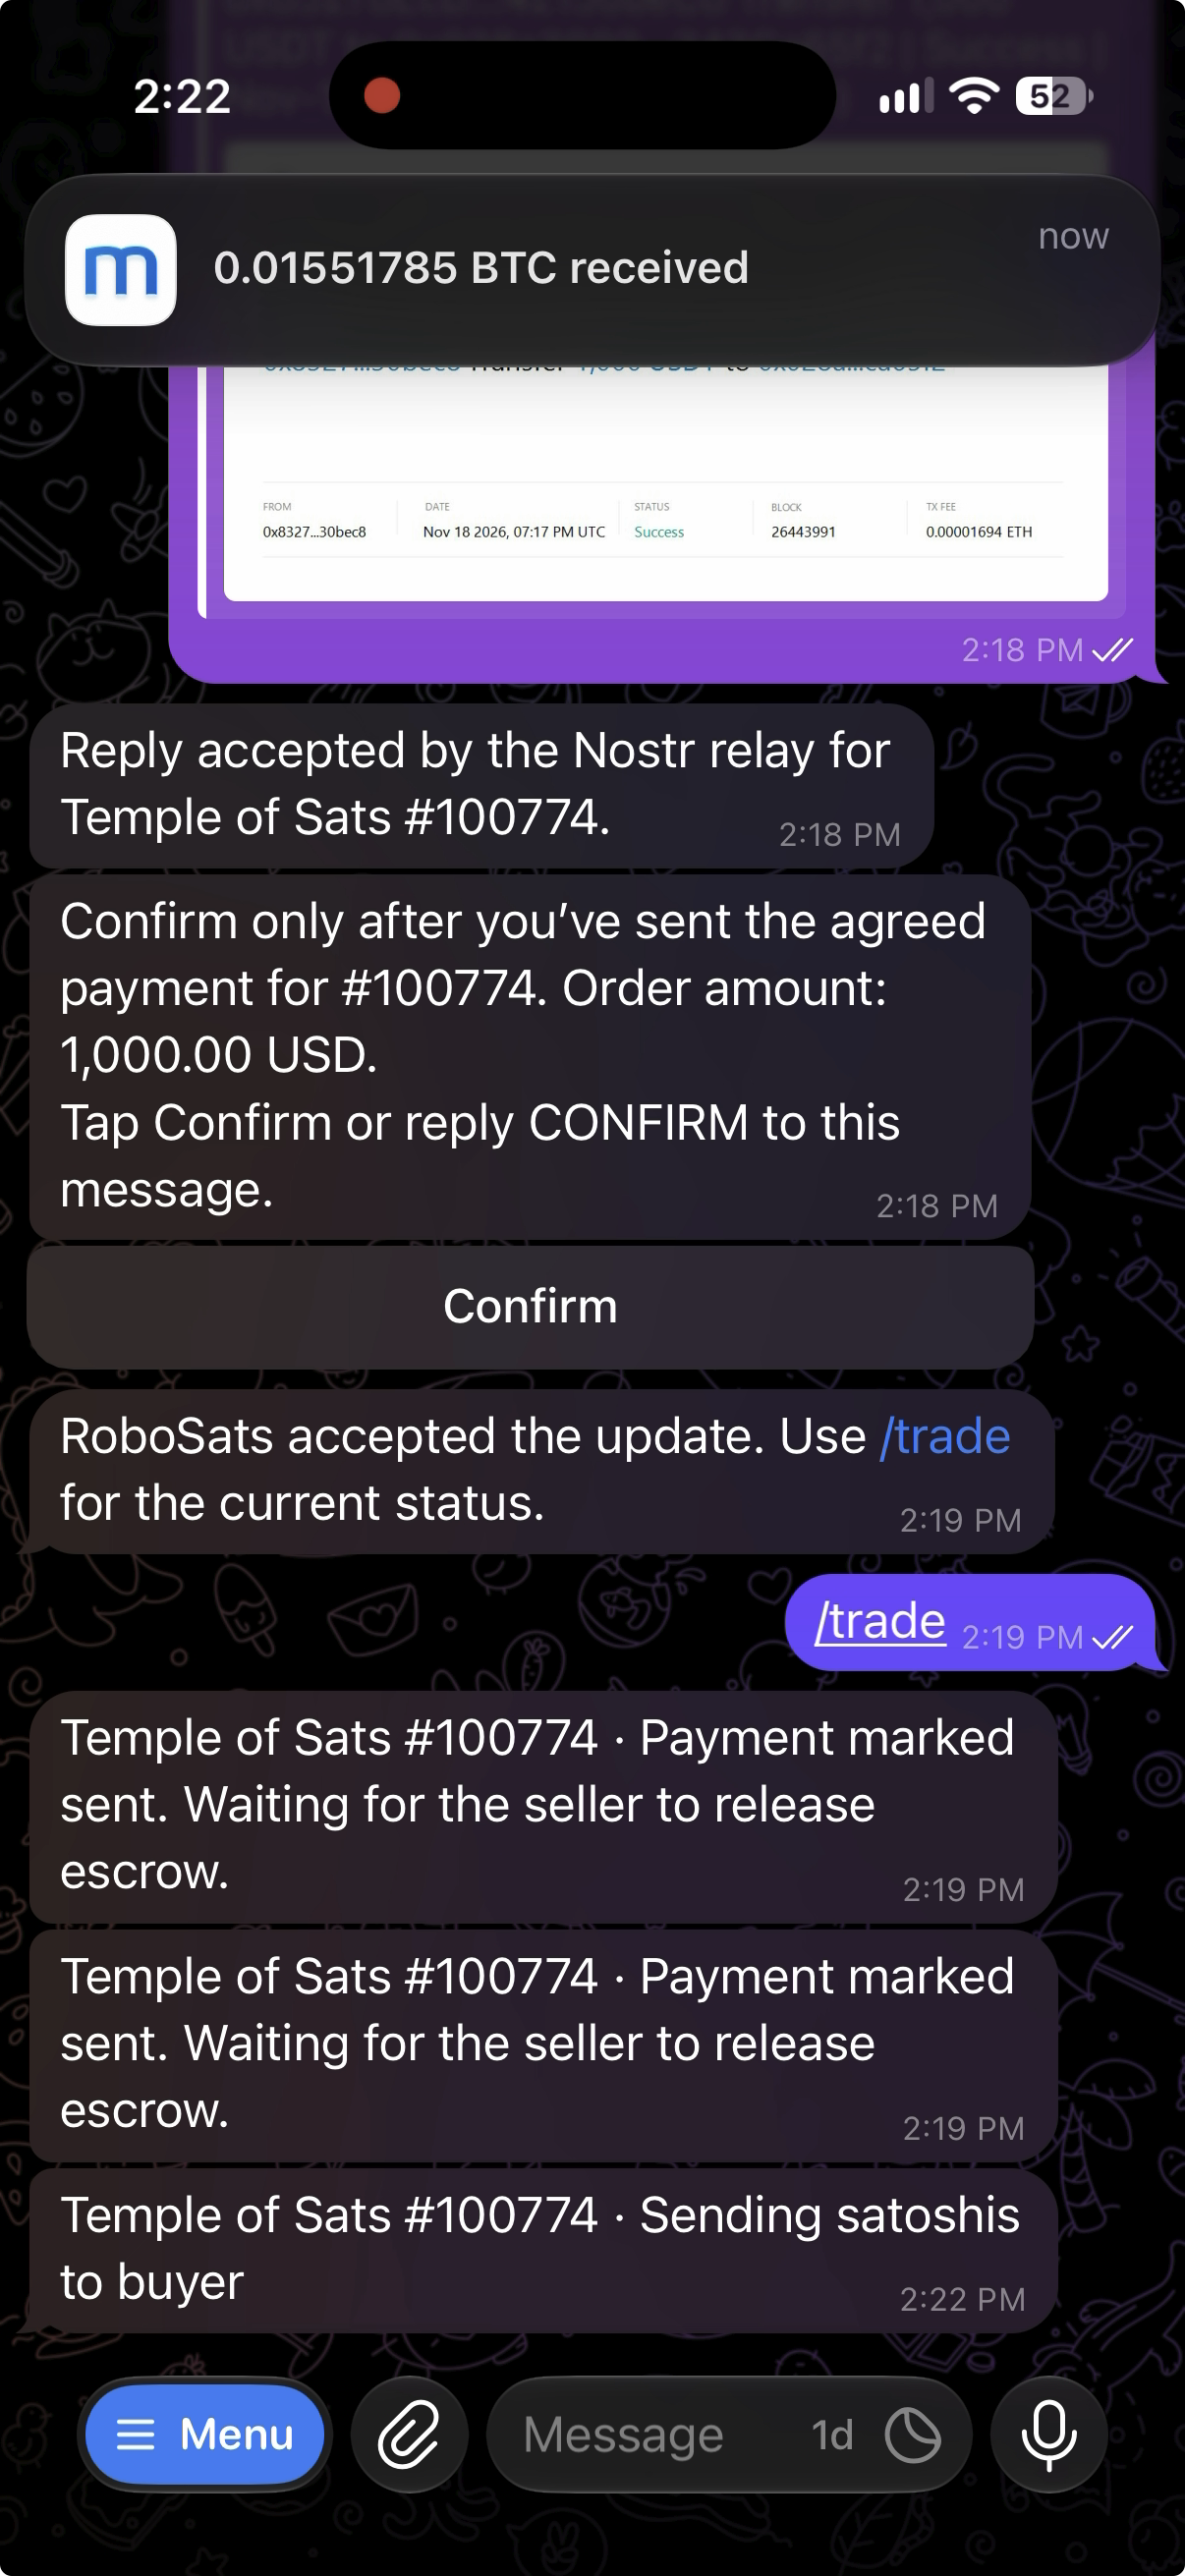 2:22
52
m
0.01551785 BTC received
now
0x8327...30bec8 Transfer 1,000 USDT to
FROM
DATE
STATUS
BLOCK
TX FEE
0x8327...30bec8
Nov 18 2026, 07:17 PM UTC
Success
26443991
0.00001694 ETH
2:18 PM
Reply accepted by the Nostr relay for
Temple of Sats #100774.
2:18 PM
Confirm only after you’ve sent the agreed
payment for #100774. Order amount:
1,000.00 USD.
Tap Confirm or reply CONFIRM to this
message.
2:18 PM
Confirm
RoboSats accepted the update. Use /trade
for the current status.
2:19 PM
/trade 2:19 PM
Temple of Sats #100774 · Payment marked
sent. Waiting for the seller to release
escrow.
2:19 PM
Temple of Sats #100774 · Payment marked
sent. Waiting for the seller to release
escrow.
2:19 PM
Temple of Sats #100774 · Sending satoshis
to buyer
2:22 PM
Menu
Message
1d